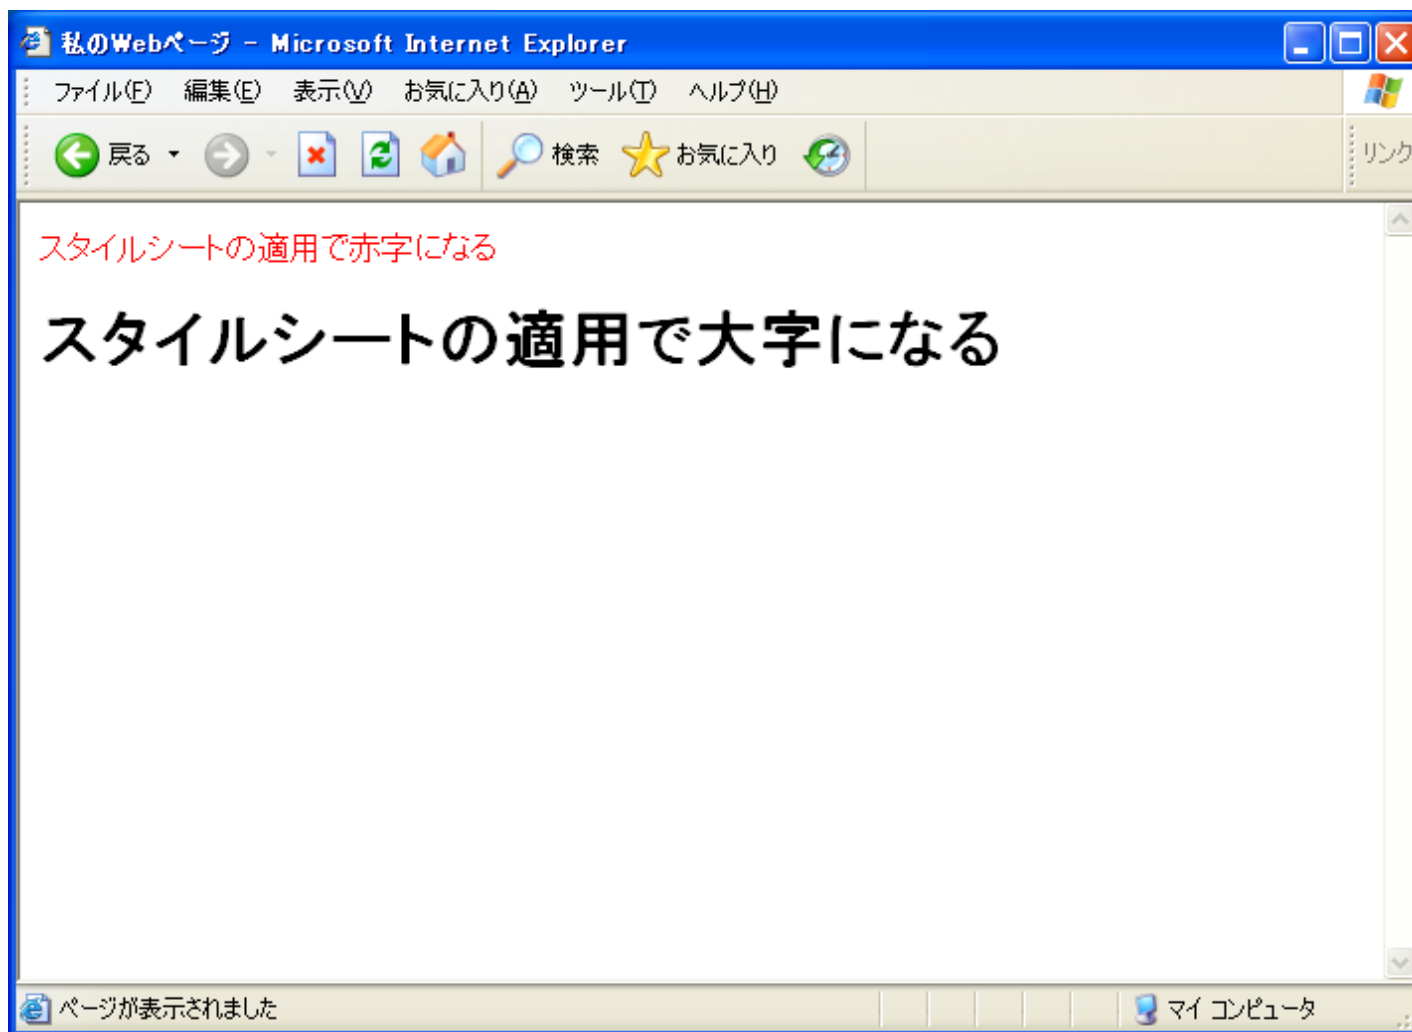 私のWebページ - Microsoft Internet Explorer
ファイル(F) 編集(E) 表示(V) お気に入り(A) ツール(T) ヘルプ(H)
戻る 検索 お気に入り リンク
スタイルシートの適用で赤字になる
スタイルシートの適用で大字になる
ページが表示されました マイ コンピュータ